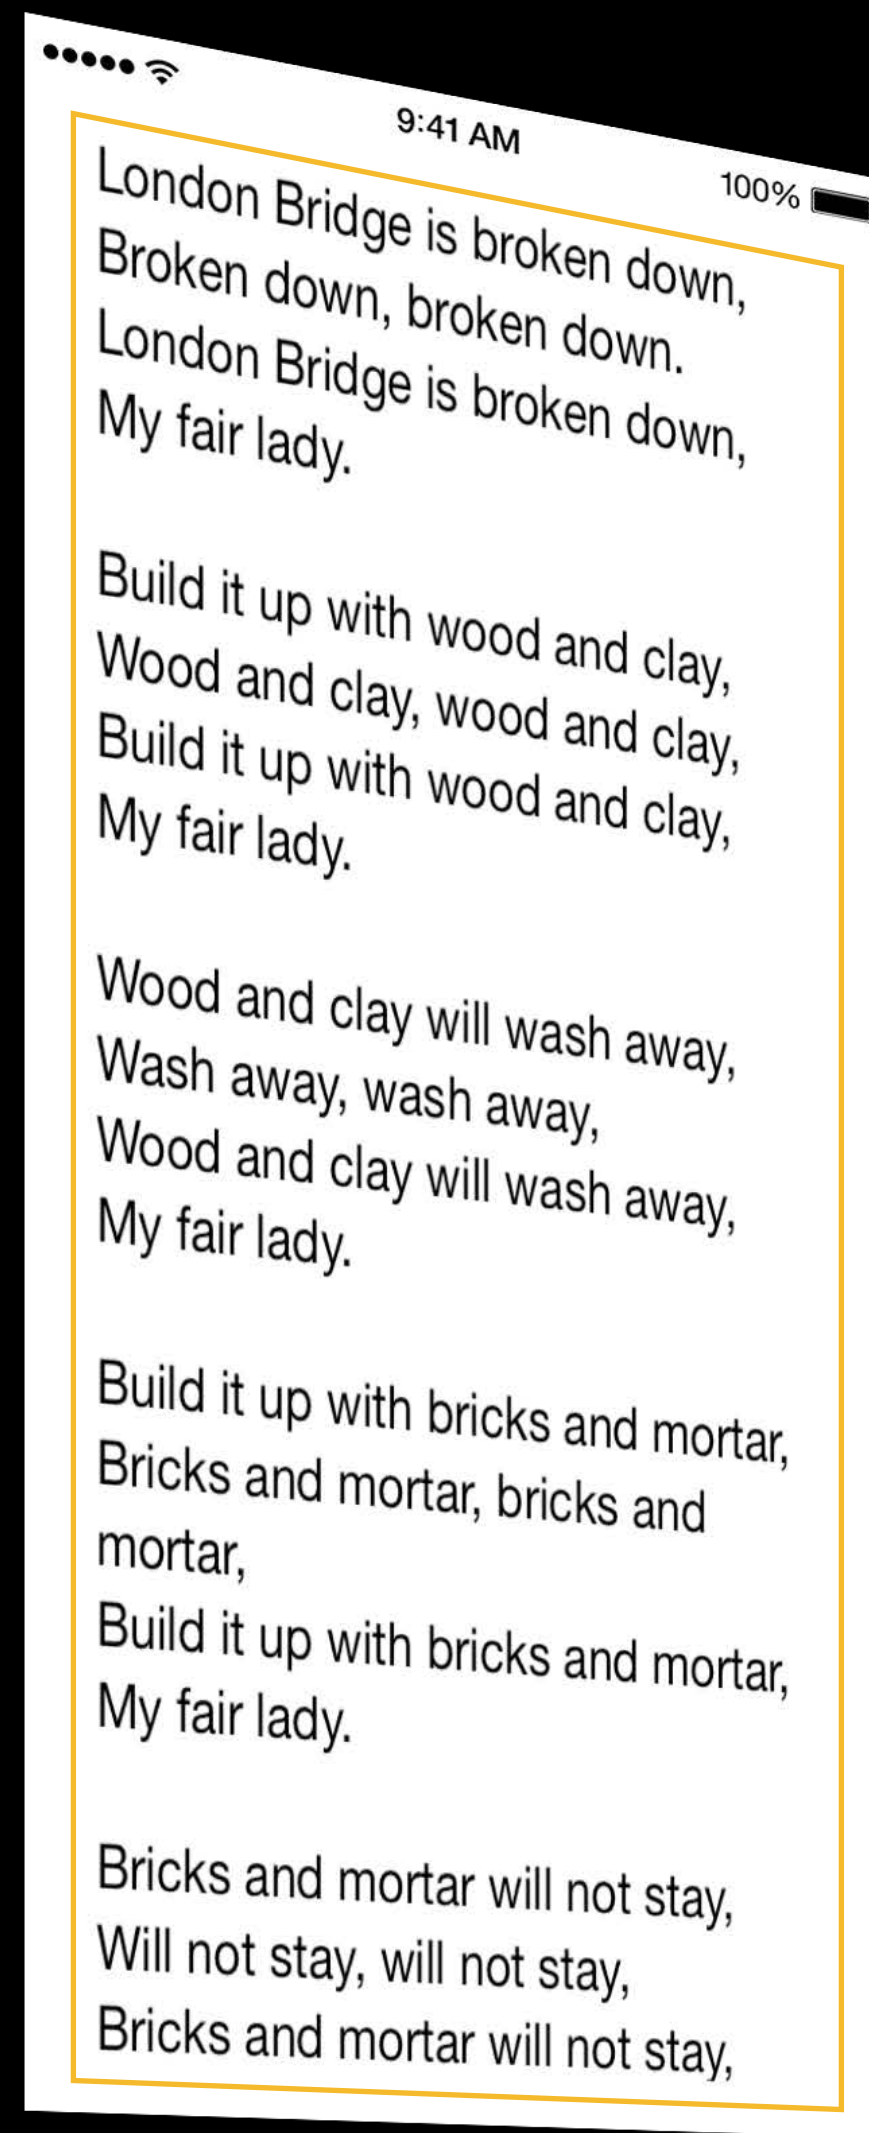 9:41 AM
100%
London Bridge is broken down,
Broken down, broken down.
London Bridge is broken down,
My fair lady.
Build it up with wood and clay,
Wood and clay, wood and clay,
Build it up with wood and clay,
My fair lady.
Wood and clay will wash away,
Wash away, wash away,
Wood and clay will wash away,
My fair lady.
Build it up with bricks and mortar,
Bricks and mortar, bricks and
mortar,
Build it up with bricks and mortar,
My fair lady.
Bricks and mortar will not stay,
Will not stay, will not stay,
Bricks and mortar will not stay,